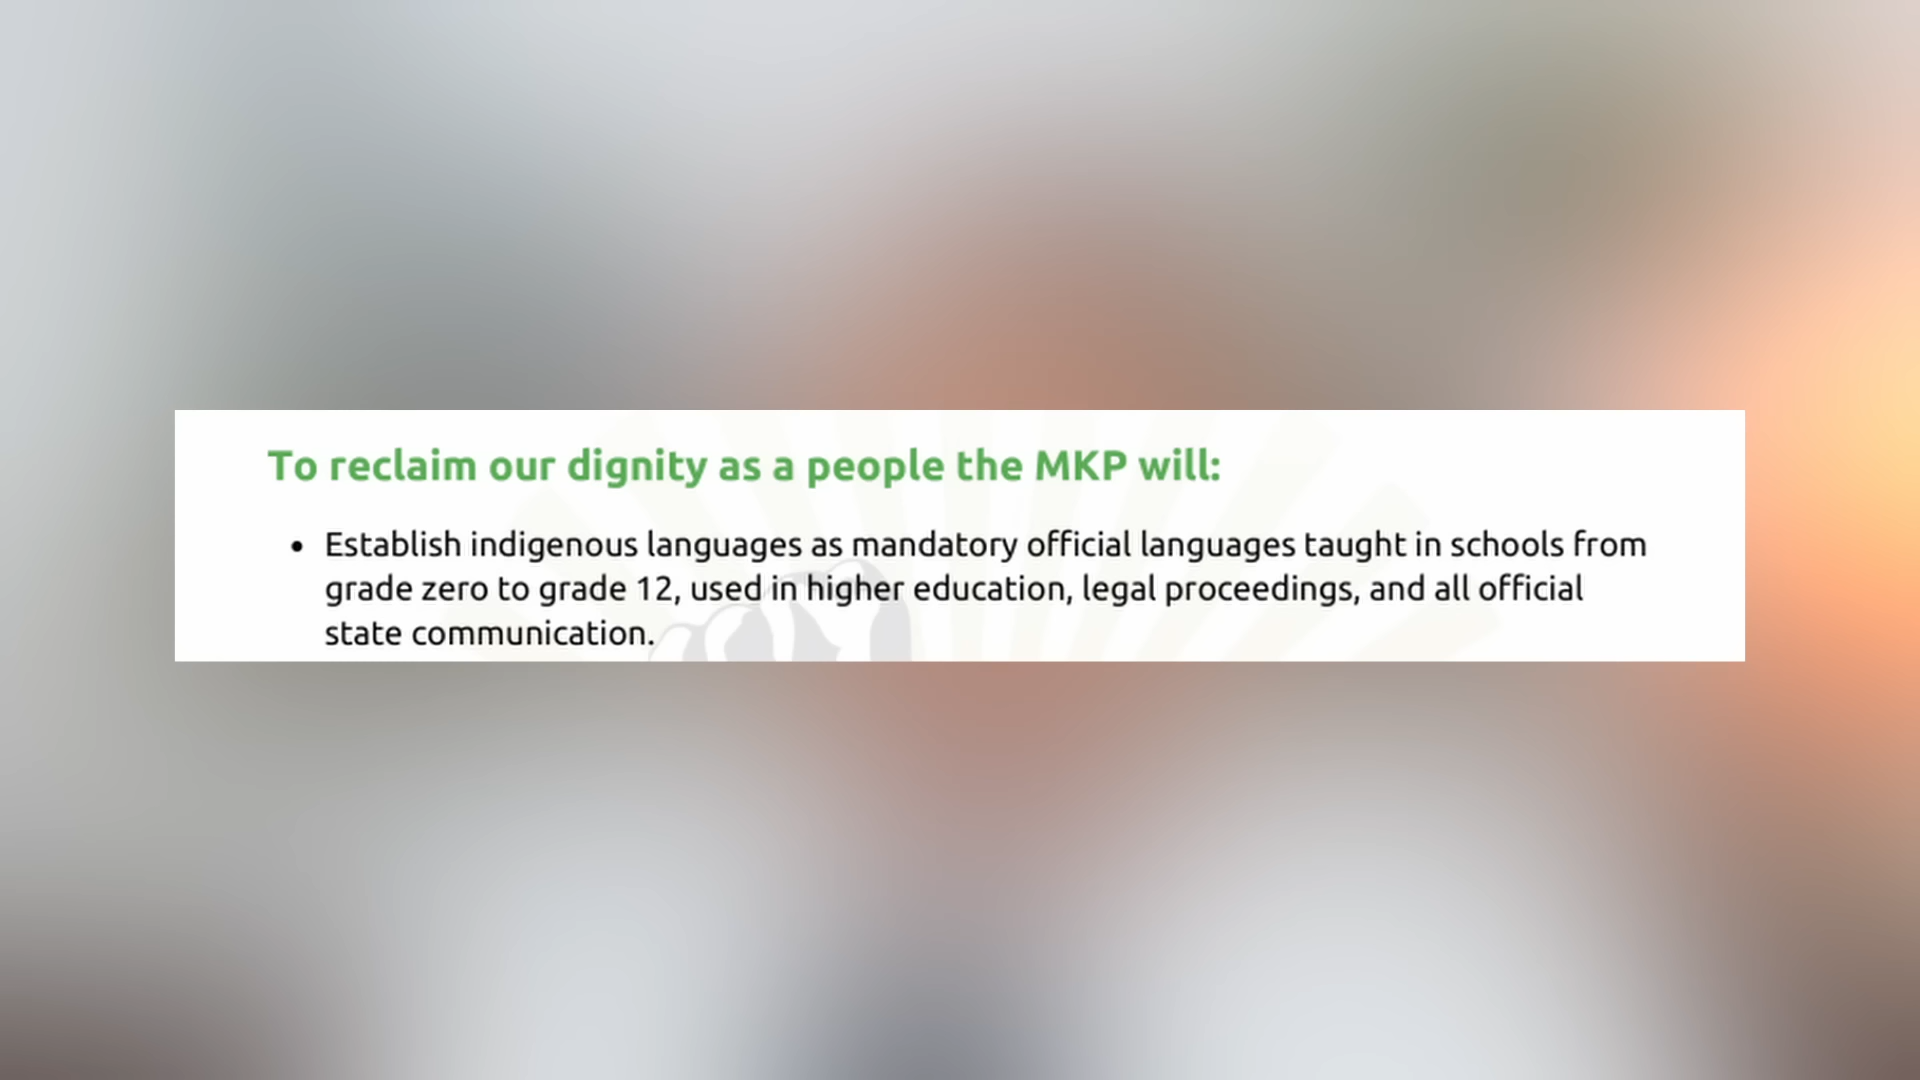 To reclaim our dignity as a people the MKP will:
• Establish indigenous languages as mandatory official languages taught in schools from
grade zero to grade 12, used in higher education, legal proceedings, and all official
state communication.